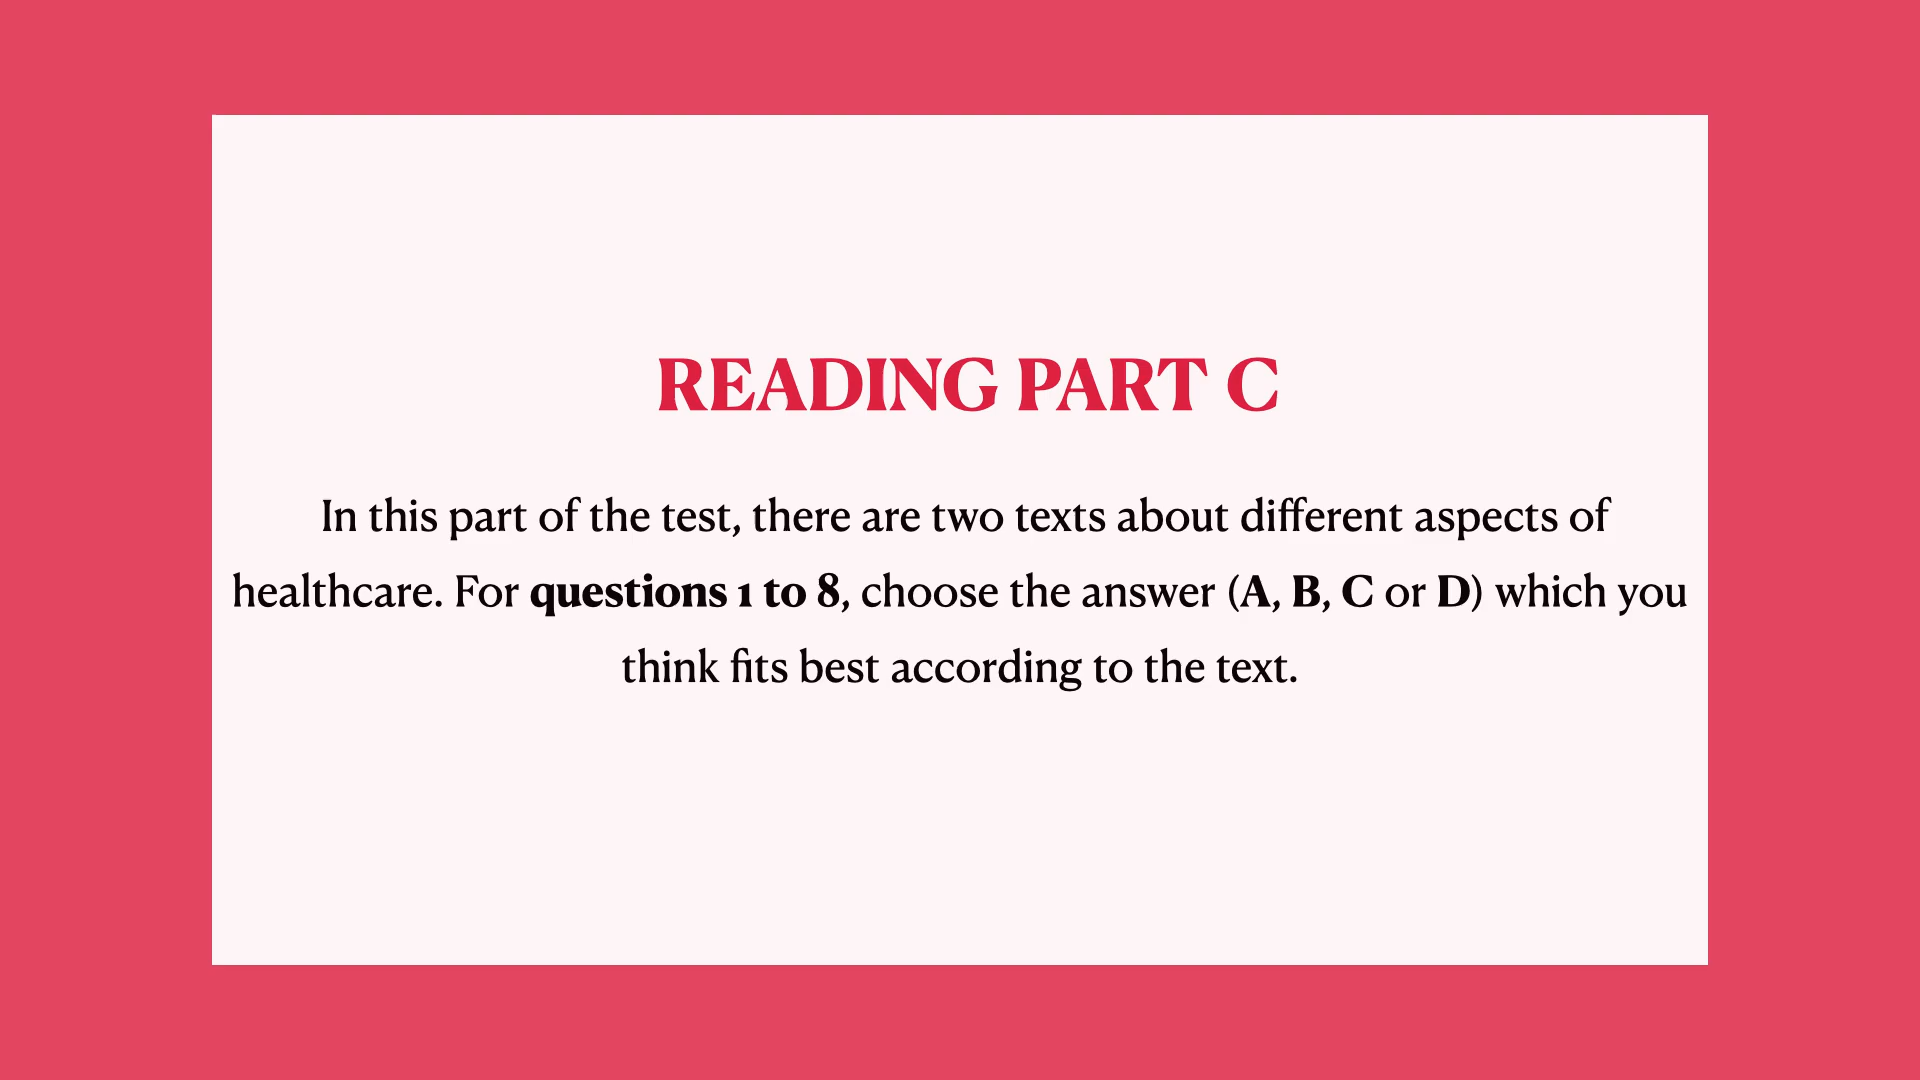 READING PART C
In this part of the test, there are two texts about different aspects of
healthcare. For questions 1 to 8, choose the answer (A, B, C or D) which you
think fits best according to the text.